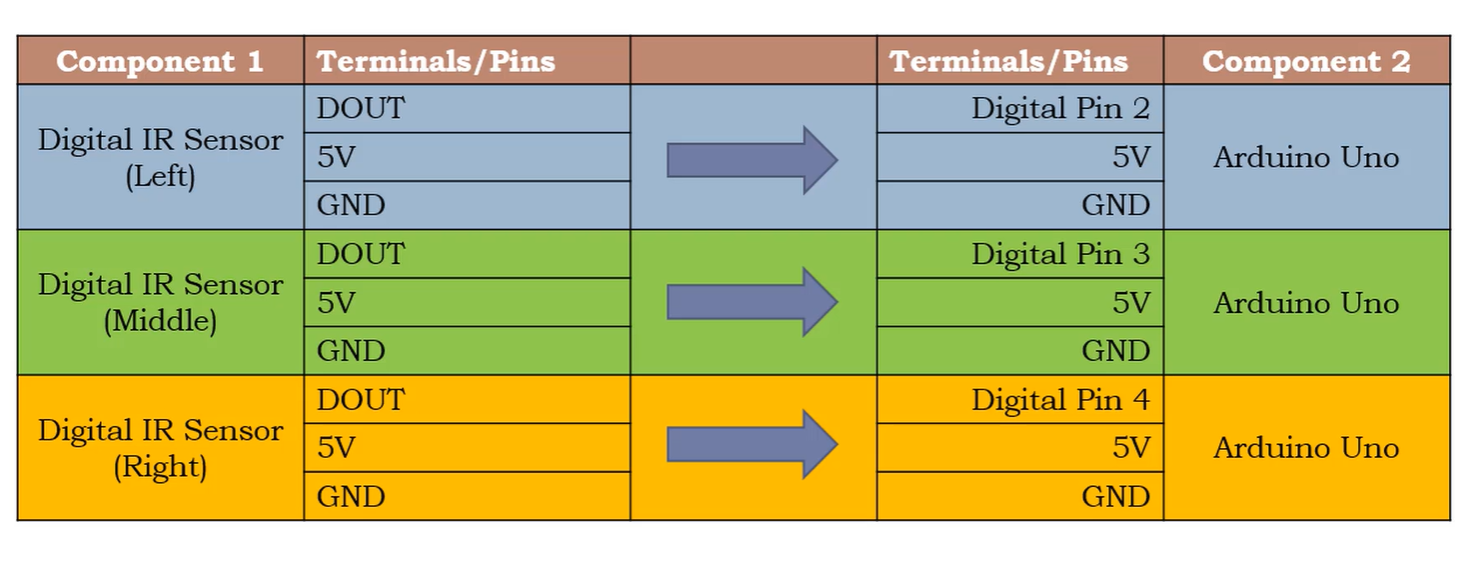 Component 1 Terminals/Pins Terminals/Pins Component 2
DOUT Digital Pin 2
Digital IR Sensor
(Left)
5V 5V Arduino Uno
GND GND
DOUT Digital Pin 3
Digital IR Sensor
(Middle)
5V 5V Arduino Uno
GND GND
DOUT Digital Pin 4
Digital IR Sensor
(Right)
5V 5V Arduino Uno
GND GND